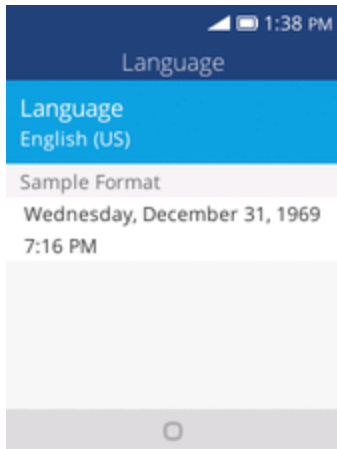 1:38 PM
Language
Language
English (US)
Sample Format
Wednesday, December 31, 1969
7:16 PM